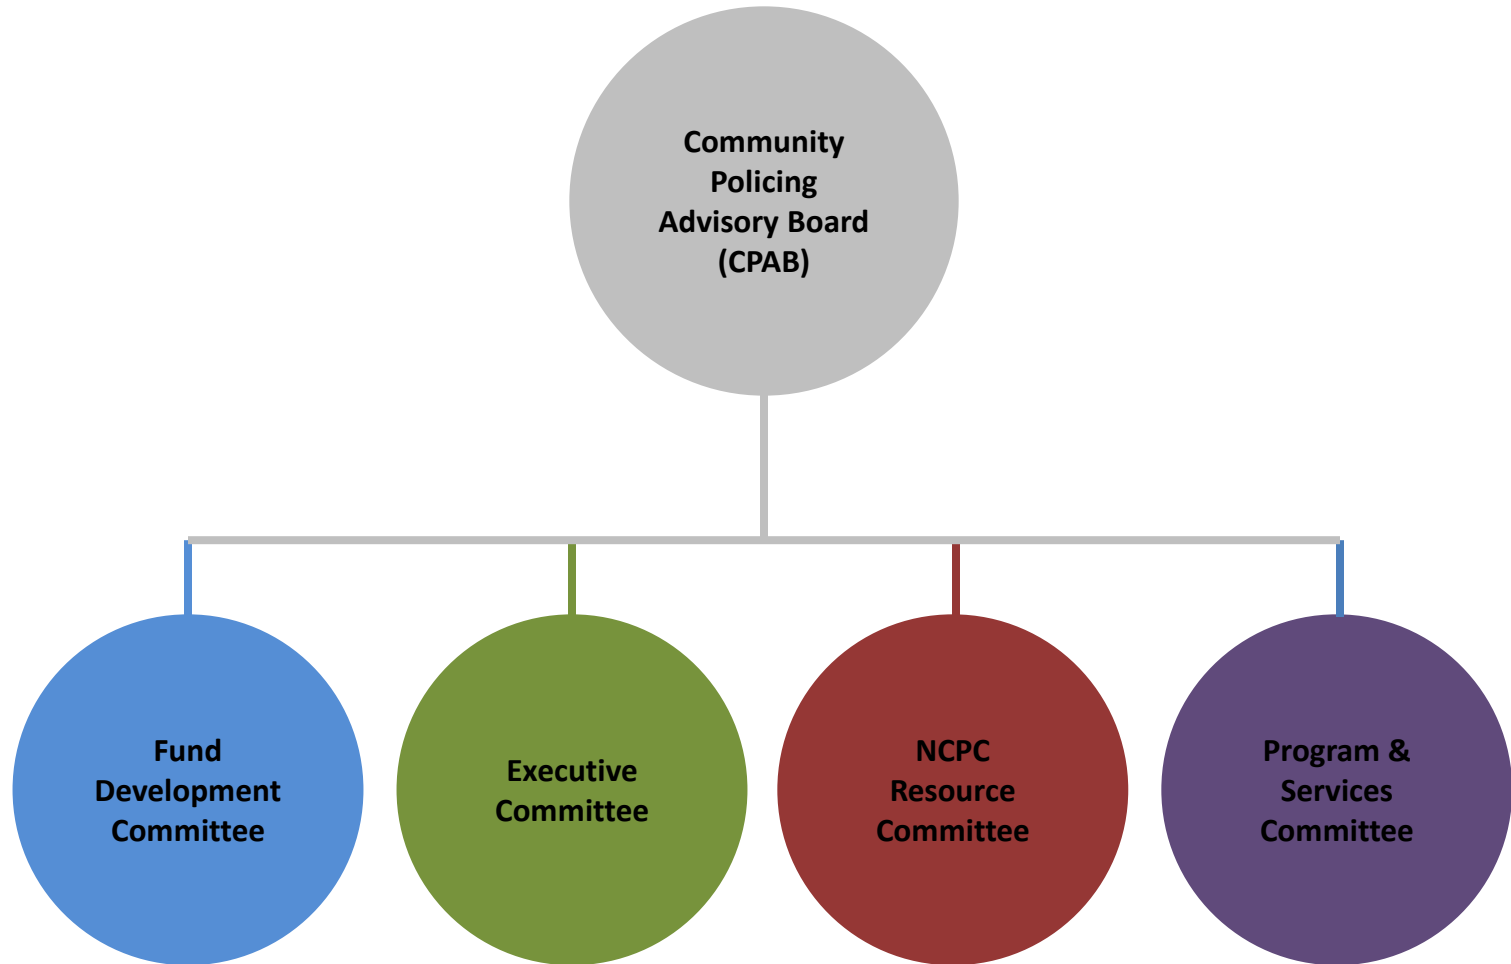 Community
Policing
Advisory Board
(CPAB)
Fund
Development
Committee
Executive
Committee
NCPC
Resource
Committee
Program &
Services
Committee